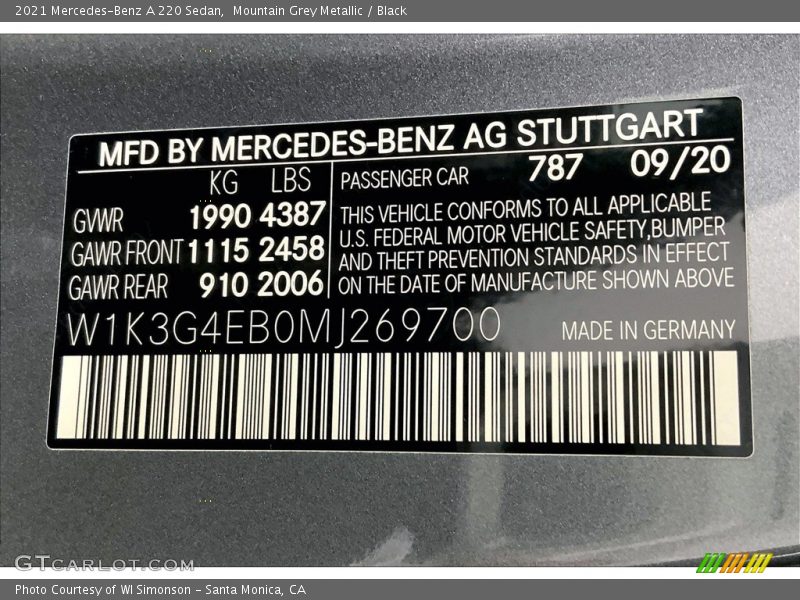 2021 Mercedes-Benz A 220 Sedan, Mountain Grey Metallic / Black
MFD BY MERCEDES-BENZ AG STUTTGART
KG LBS PASSENGER CAR 787 09/20
GVWR 1990 4387
GAWR FRONT 1115 2458
GAWR REAR 910 2006
THIS VEHICLE CONFORMS TO ALL APPLICABLE
U.S. FEDERAL MOTOR VEHICLE SAFETY,BUMPER
AND THEFT PREVENTION STANDARDS IN EFFECT
ON THE DATE OF MANUFACTURE SHOWN ABOVE
W1K3G4EB0MJ269700 MADE IN GERMANY
GTCARLOT.COM
Photo Courtesy of WI Simonson - Santa Monica, CA